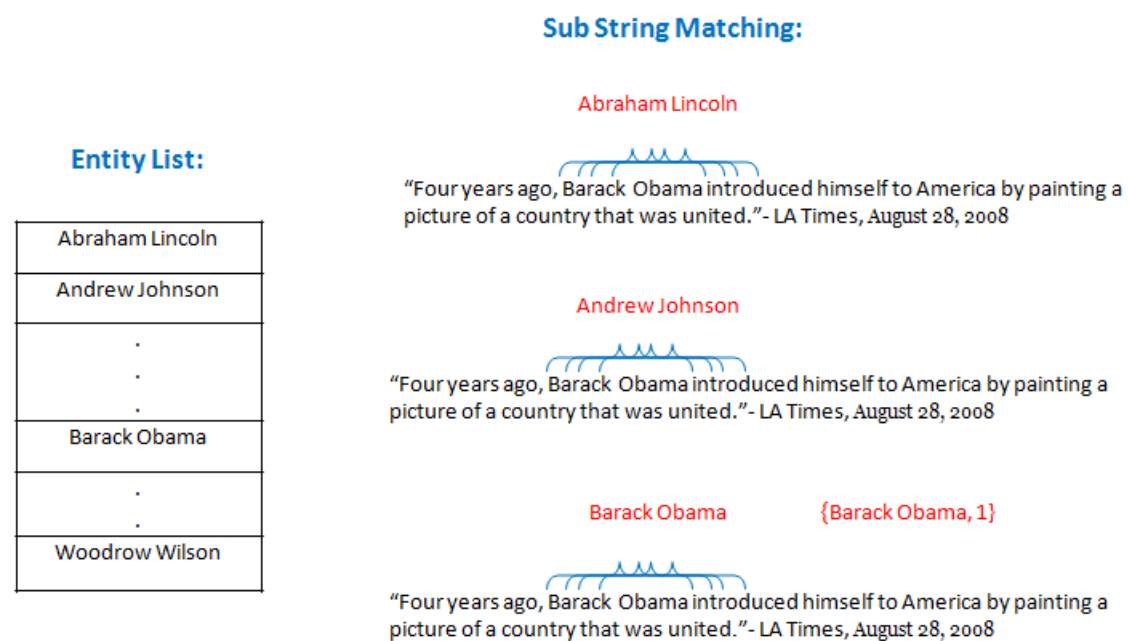 Sub String Matching:
Entity List:
Abraham Lincoln
Andrew Johnson
.
.
.
Barack Obama
.
.
Woodrow Wilson
Abraham Lincoln
“Four years ago, Barack Obama introduced himself to America by painting a
picture of a country that was united.”- LA Times, August 28, 2008
Andrew Johnson
“Four years ago, Barack Obama introduced himself to America by painting a
picture of a country that was united.”- LA Times, August 28, 2008
Barack Obama {Barack Obama, 1}
“Four years ago, Barack Obama introduced himself to America by painting a
picture of a country that was united.”- LA Times, August 28, 2008